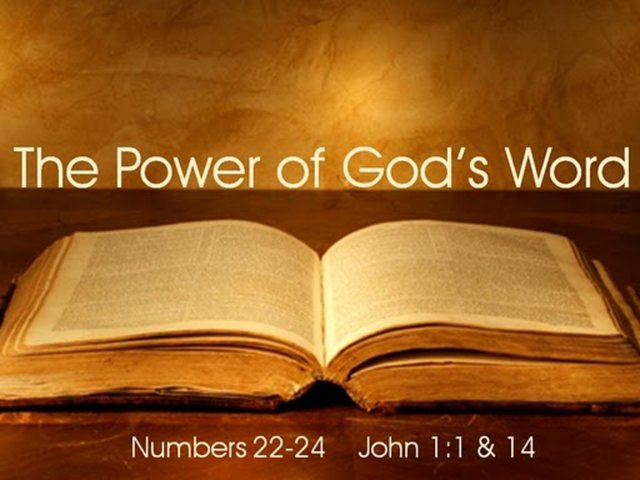 The Power of God's Word
Numbers 22-24 John 1:1 & 14